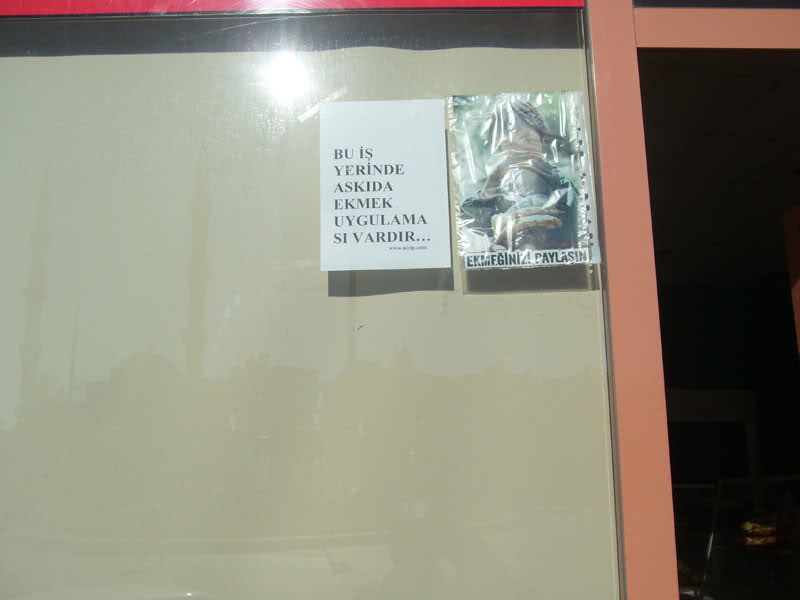 BU İŞ
YERİNDE
ASKIDA
EKMEK
UYGULAMA
SI VARDIR...
EKMEĞİNİZİ PAYLAŞIN